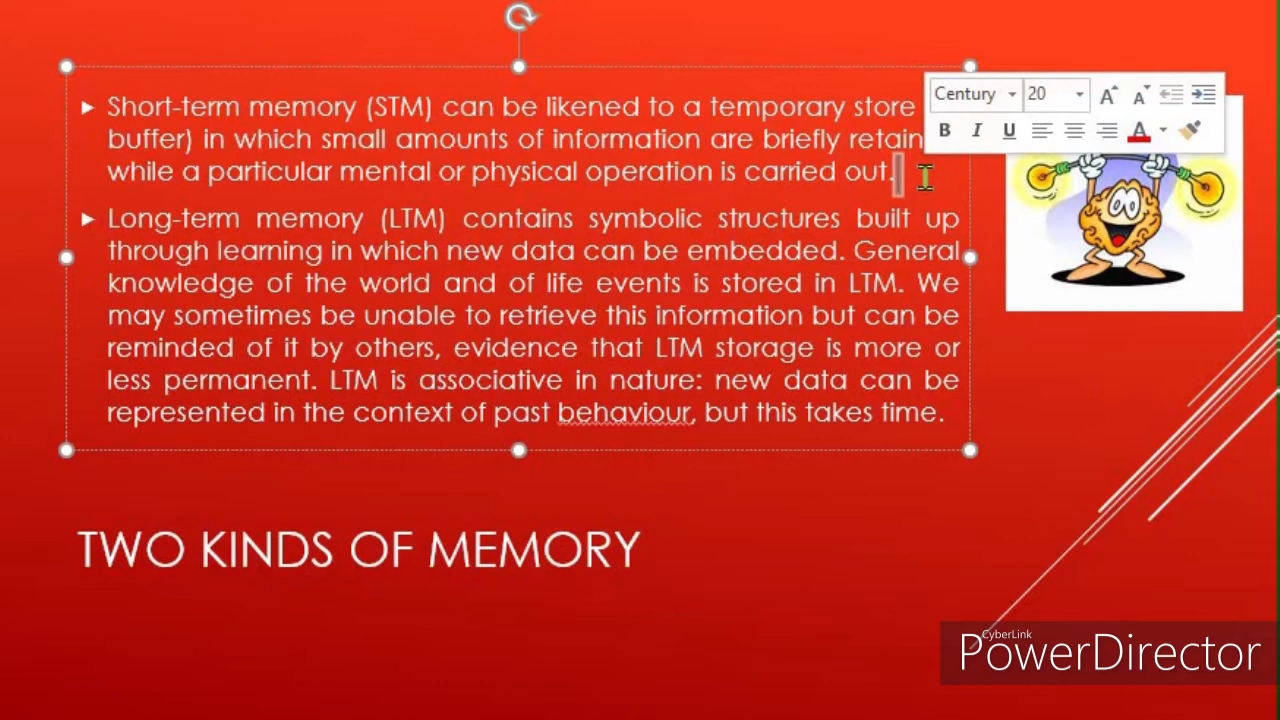 Short-term memory (STM) can be likened to a temporary store
buffer) in which small amounts of information are briefly
while a particular mental or physical operation is carried out.
Long-term memory (LTM) contains symbolic structures built up
through learning in which new data can be embedded. General
knowledge of the world and of life events is stored in LTM. We
may sometimes be unable to retrieve this information but can be
reminded of it by others, evidence that LTM storage is more or
less permanent. LTM is associative in nature: new data can be
represented in the context of past behaviour, but this takes time.
Century 20
B I U A
TWO KINDS OF MEMORY
CyberLink
PowerDirector